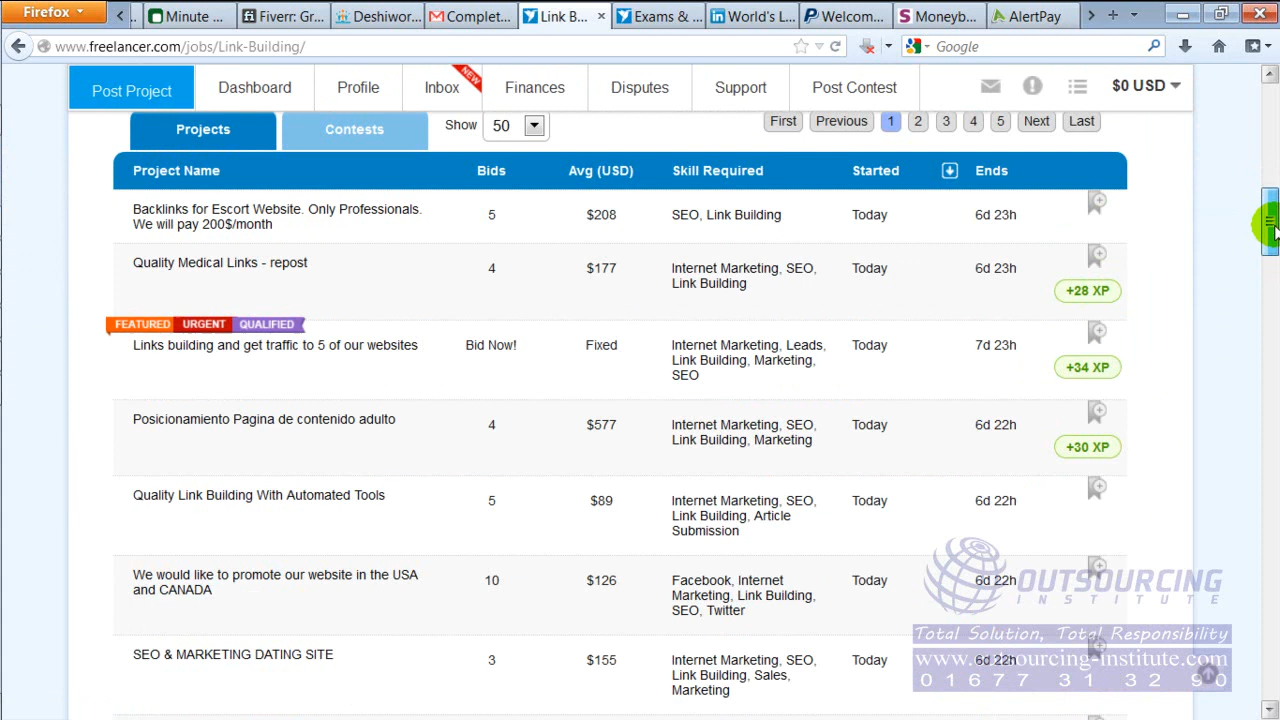 Firefox
Minute ...
Fiverr: Gr...
Deshiwor...
Complet...
Link B...
Exams & ...
World's L...
Welcom...
Moneyb...
AlertPay
www.freelancer.com/jobs/Link-Building/
Google
Post Project
Dashboard
Profile
Inbox
NEW
Finances
Disputes
Support
Post Contest
$0 USD
Projects
Contests
Show
50
First
Previous
1
2
3
4
5
Next
Last
Project Name Bids Avg (USD) Skill Required Started Ends
Backlinks for Escort Website. Only Professionals.
We will pay 200$/month
5 $208 SEO, Link Building Today 6d 23h
Quality Medical Links - repost
4 $177 Internet Marketing, SEO, Today 6d 23h
Link Building
+28 XP
FEATURED URGENT QUALIFIED
Links building and get traffic to 5 of our websites Bid Now! Fixed Internet Marketing, Leads, Today 7d 23h
Link Building, Marketing,
SEO
+34 XP
Posicionamiento Pagina de contenido adulto
4 $577 Internet Marketing, SEO, Today 6d 22h
Link Building, Marketing
+30 XP
Quality Link Building With Automated Tools
5 $89 Internet Marketing, SEO, Today 6d 22h
Link Building, Article
Submission
We would like to promote our website in the USA
and CANADA
10 $126 Facebook, Internet Today 6d 22h
Marketing, Link Building,
SEO, Twitter
SEO & MARKETING DATING SITE
3 $155 Internet Marketing, SEO, Today 6d 22h
Link Building, Sales,
Marketing
OUTSOURCING
INSTITUTE
Total Solution, Total Responsibility
www.outsourcing-institute.com
01677 31 32 90